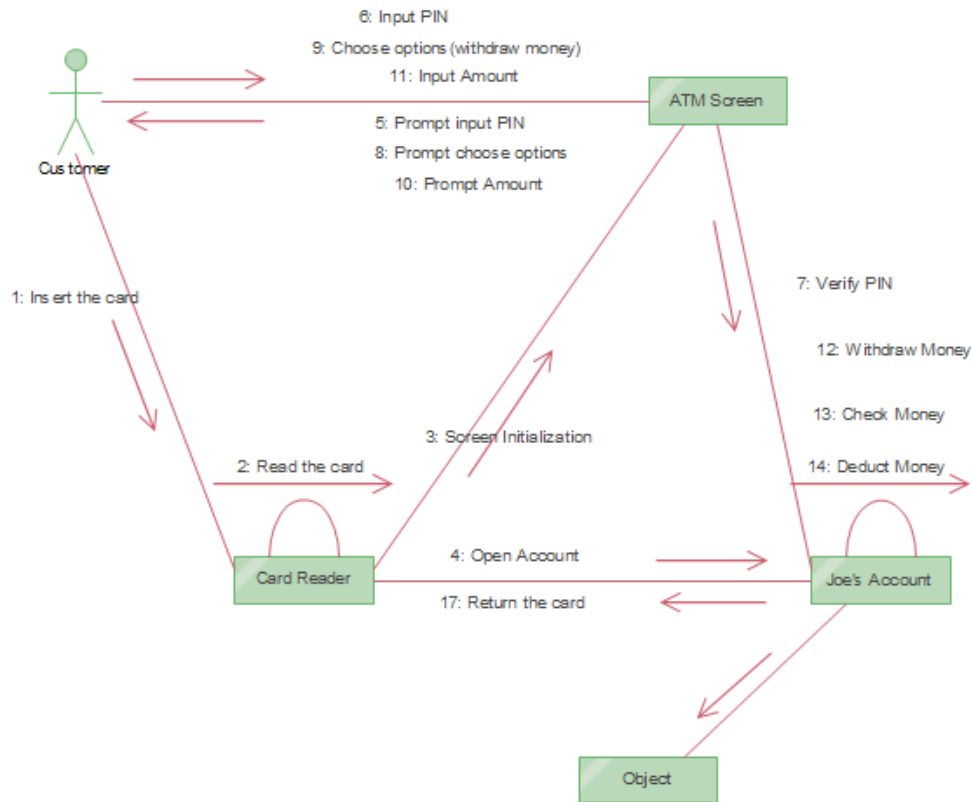 6: Input PIN
9: Choose options (withdraw money)
11: Input Amount
ATM Screen
5: Prompt input PIN
8: Prompt choose options
10: Prompt Amount
Customer
1: Insert the card
7: Verify PIN
12: Withdraw Money
13: Check Money
3: Screen Initialization
2: Read the card
14: Deduct Money
4: Open Account
Card Reader
Joe's Account
17: Return the card
Object